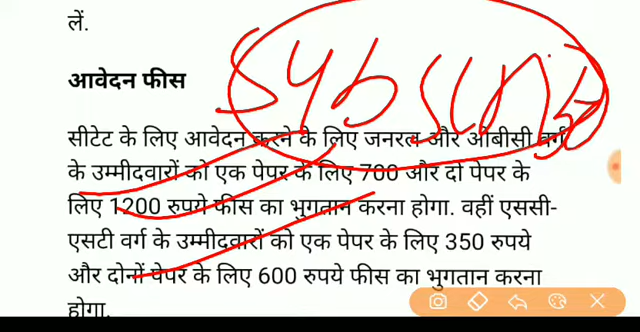 लें.
आवेदन फीस
subscribe
सीटेट के लिए आवेदन करने के लिए जनरल और ओबीसी वर्ग
के उम्मीदवारों को एक पेपर के लिए 700 और दो पेपर के
लिए 1200 रुपये फीस का भुगतान करना होगा. वहीं एससी-
एसटी वर्ग के उम्मीदवारों को एक पेपर के लिए 350 रुपये
और दोनों पेपर के लिए 600 रुपये फीस का भुगतान करना
होगा.